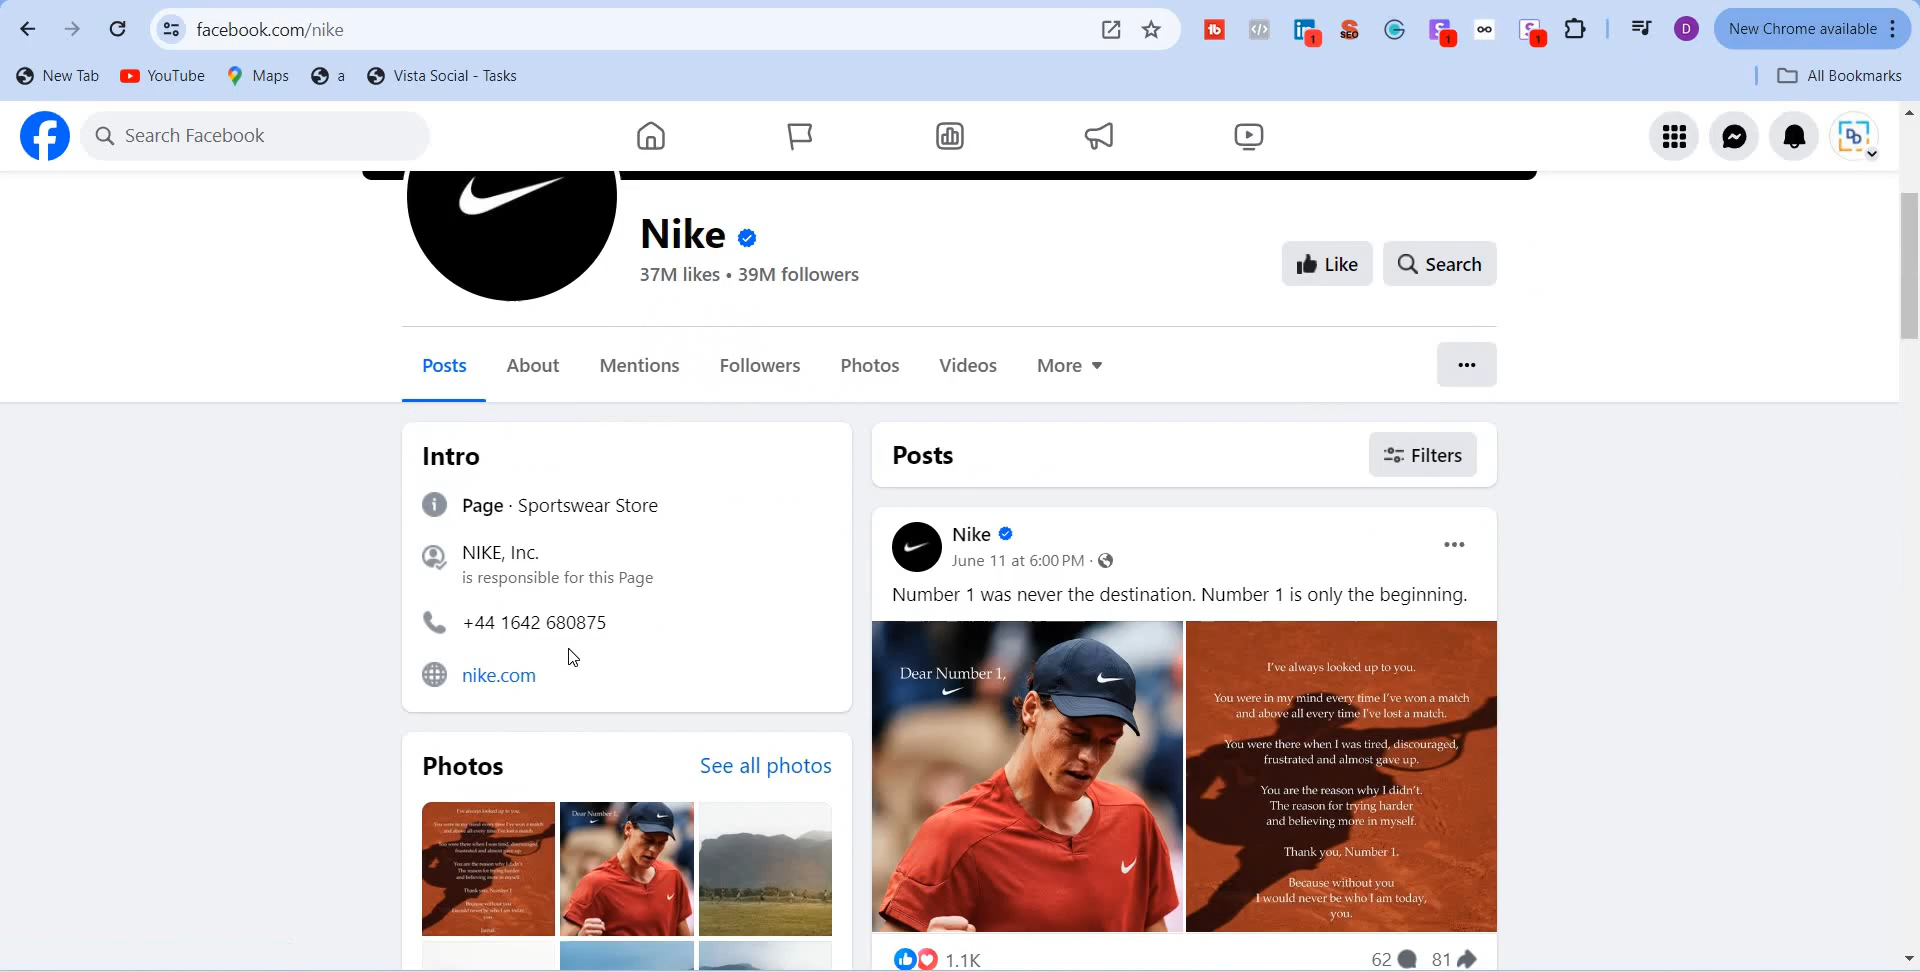 facebook.com/nike
New Chrome available
New Tab
YouTube
Maps
a
Vista Social - Tasks
All Bookmarks
Search Facebook
Nike
37M likes • 39M followers
Like
Search
Posts
About
Mentions
Followers
Photos
Videos
More
Intro
Page · Sportswear Store
NIKE, Inc.
is responsible for this Page
+44 1642 680875
nike.com
Photos
See all photos
Posts
Filters
Nike
June 11 at 6:00 PM ·
Number 1 was never the destination. Number 1 is only the beginning.
Dear Number 1,
I've always looked up to you.
You were in my mind every time I've won a match
and above all every time I've lost a match.
You were there when I was tired, discouraged,
frustrated and almost gave up.
You are the reason why I didn't.
The reason for trying harder
and believing more in myself.
Thank you, Number 1.
Because without you
I would never be who I am today,
you.
1.1K
62
81